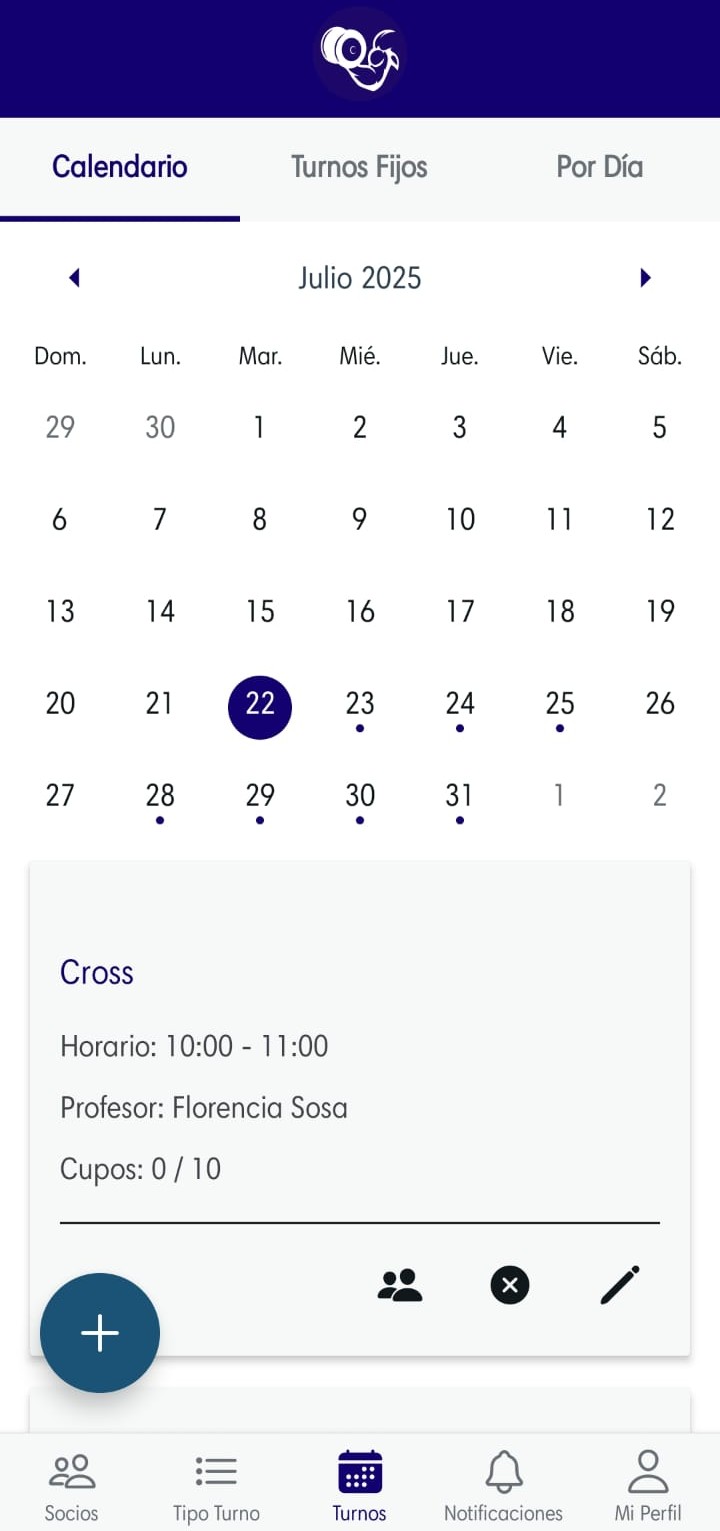 Calendario Turnos Fijos Por Día
Julio 2025
Dom. Lun. Mar. Mié. Jue. Vie. Sáb.
29 30 1 2 3 4 5
6 7 8 9 10 11 12
13 14 15 16 17 18 19
20 21 22 23 24 25 26
27 28 29 30 31 1 2
Cross
Horario: 10:00 - 11:00
Profesor: Florencia Sosa
Cupos: 0 / 10
Socios Tipo Turno Turnos Notificaciones Mi Perfil